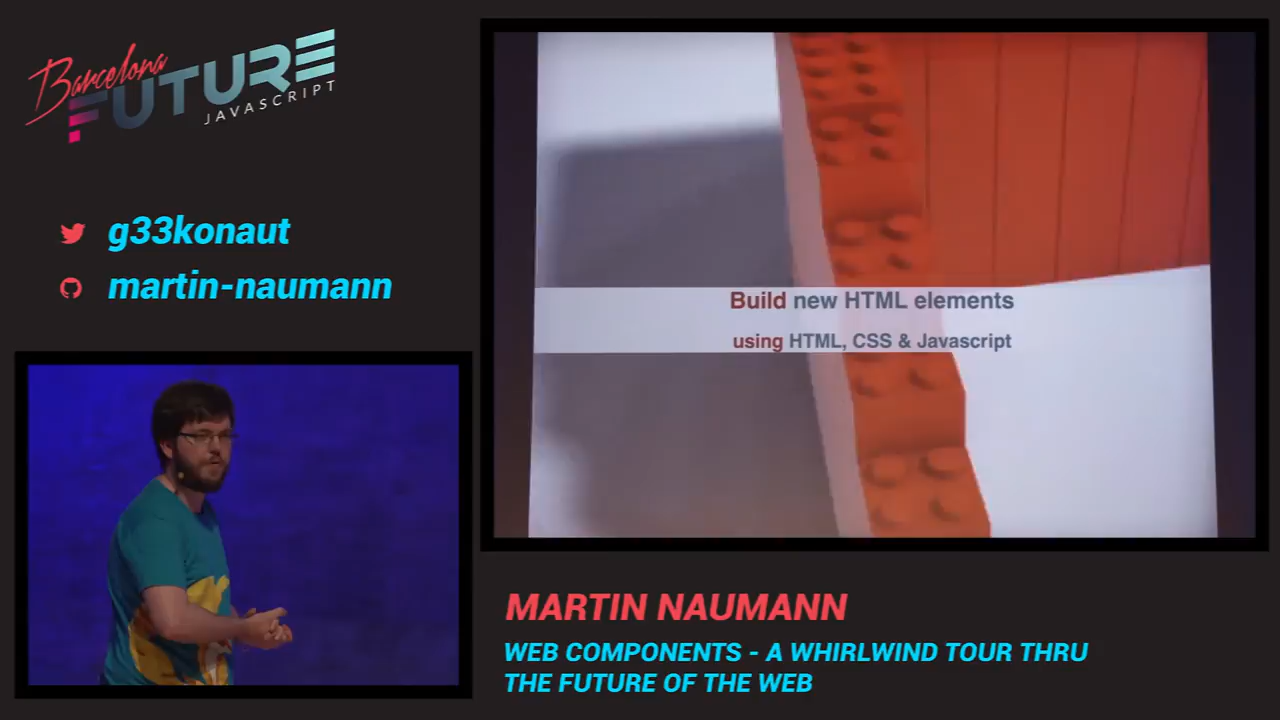 Barcelona
FUTURE
JAVASCRIPT
g33konaut
martin-naumann
Build new HTML elements
using HTML, CSS & Javascript
MARTIN NAUMANN
WEB COMPONENTS - A WHIRLWIND TOUR THRU
THE FUTURE OF THE WEB